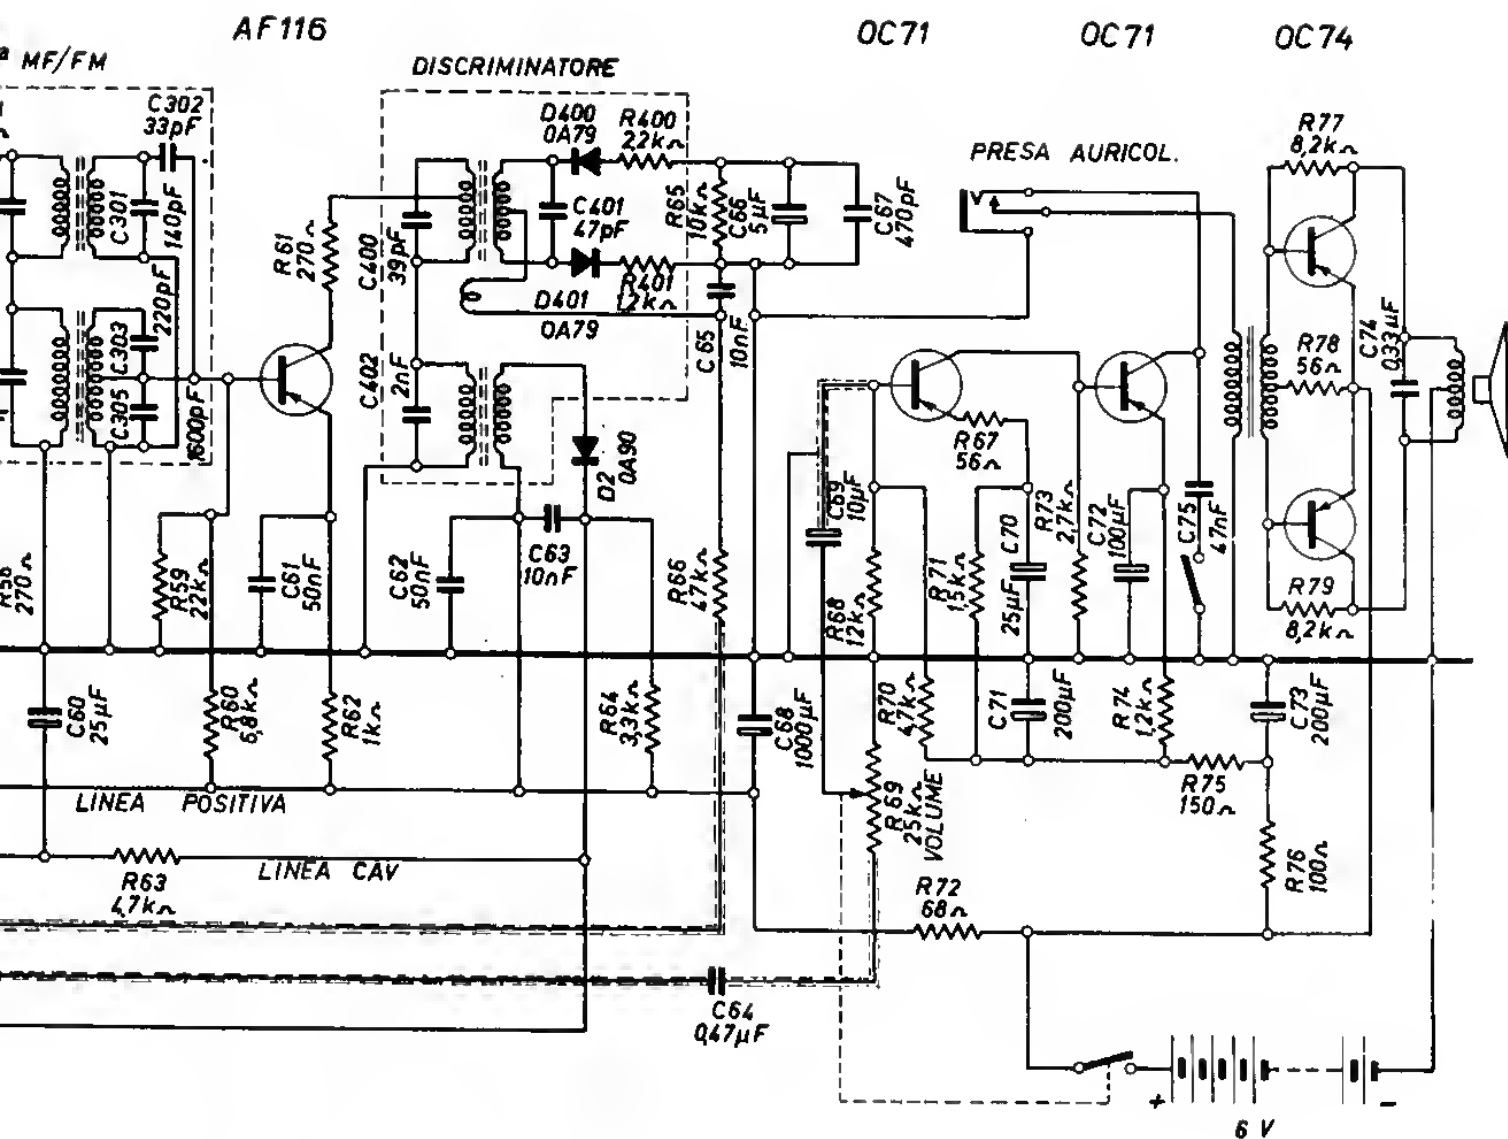 AF116
OC71
OC71
OC74
ª MF/FM
DISCRIMINATORE
PRESA AURICOL.
C302
33pF
C301
140pF
220pF
C303
C305
1600pF
R61
270Ω
C400
39pF
C402
2nF
D400
OA79
R400
2,2kΩ
C401
47pF
D401
OA79
R401
1,2kΩ
R65
10kΩ
C66
5µF
C67
470pF
C65
10nF
D2
OA90
R77
8,2kΩ
R78
56Ω
C74
0,33µF
R79
8,2kΩ
R67
56Ω
C69
10µF
R68
12kΩ
R71
1,5kΩ
C70
25µF
R73
2,7kΩ
C72
100µF
C75
47nF
R58
270Ω
R59
22kΩ
C61
50nF
C62
50nF
C63
10nF
R66
47kΩ
C60
25µF
R60
6,8kΩ
R62
1kΩ
R64
3,3kΩ
C68
1000µF
R70
4,7kΩ
C71
200µF
R74
1,2kΩ
C73
200µF
R69
25kΩ
VOLUME
R75
150Ω
R76
100Ω
LINEA POSITIVA
LINEA CAV
R63
4,7kΩ
R72
68Ω
C64
0,47µF
+
-
6 V